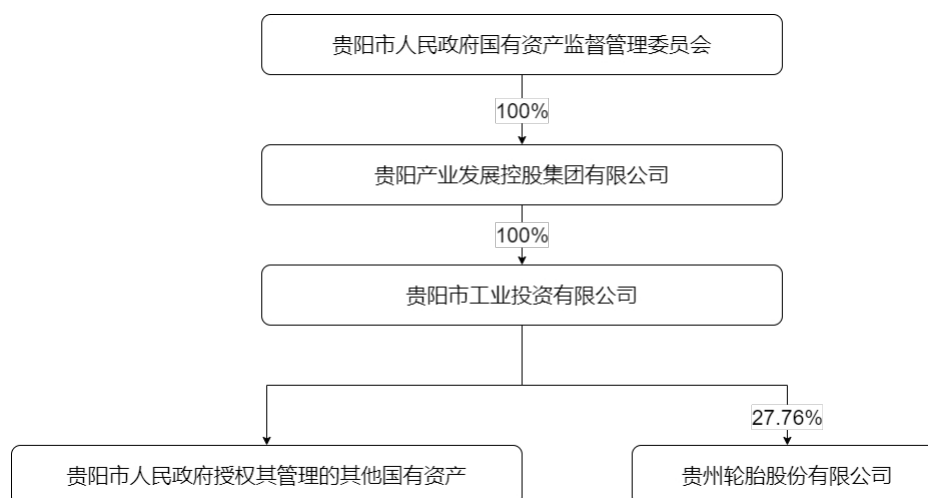 贵阳市人民政府国有资产监督管理委员会
100%
贵阳产业发展控股集团有限公司
100%
贵阳市工业投资有限公司
27.76%
贵阳市人民政府授权其管理的其他国有资产
贵州轮胎股份有限公司